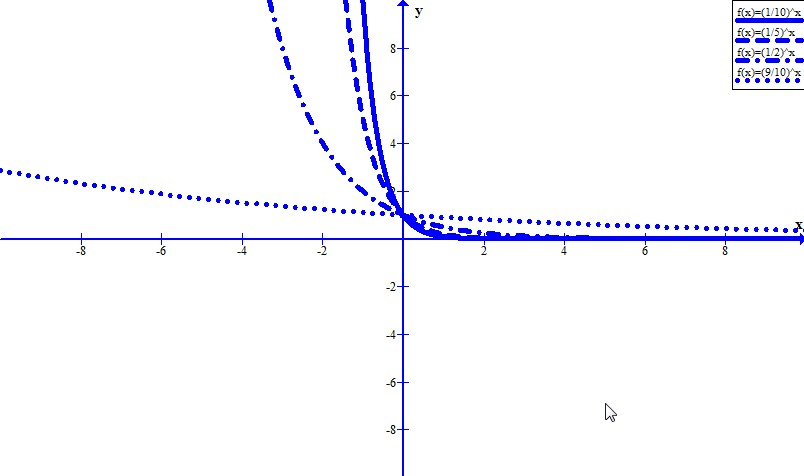 y
f(x)=(1/10)^x
f(x)=(1/5)^x
f(x)=(1/2)^x
f(x)=(9/10)^x
8
6
4
2
x
-8 -6 -4 -2 2 4 6 8
-2
-4
-6
-8